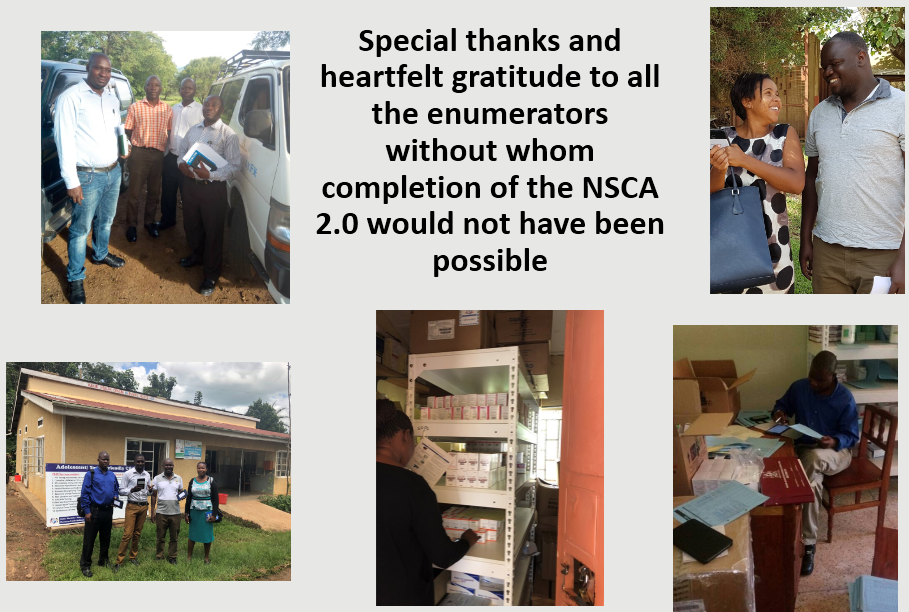 Special thanks and
heartfelt gratitude to all
the enumerators
without whom
completion of the NSCA
2.0 would not have been
possible